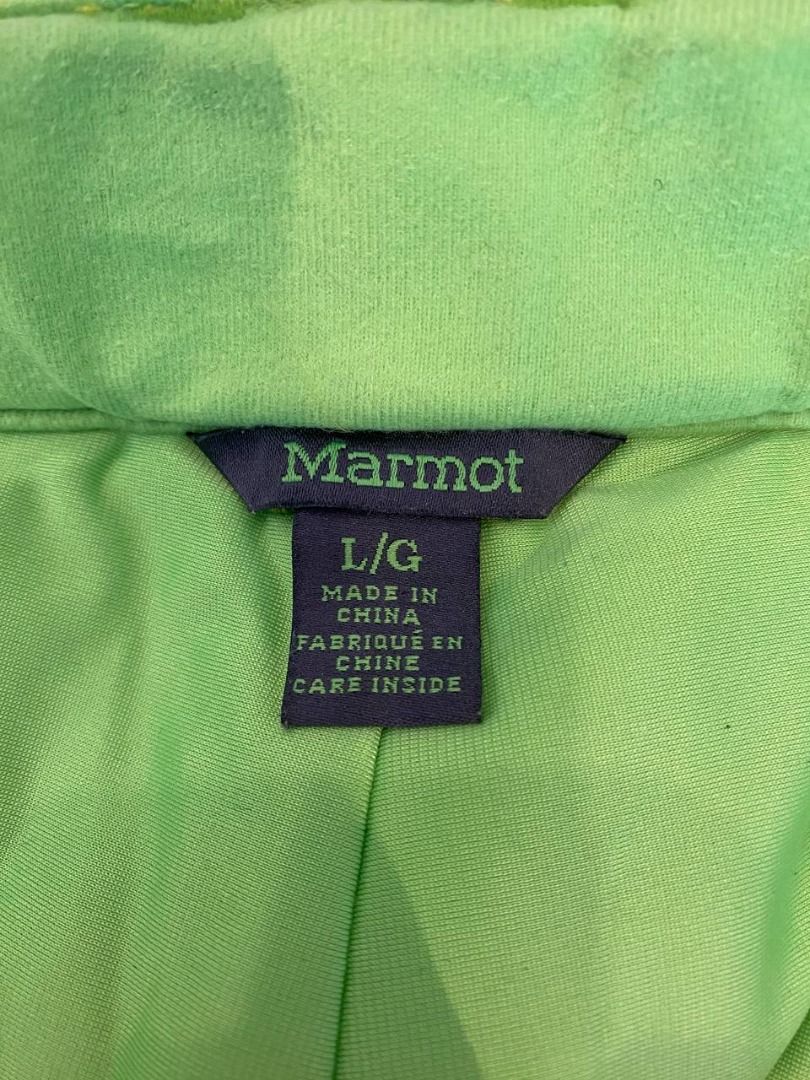 Marmot
L/G
MADE IN
CHINA
FABRIQUÉ EN
CHINE
CARE INSIDE